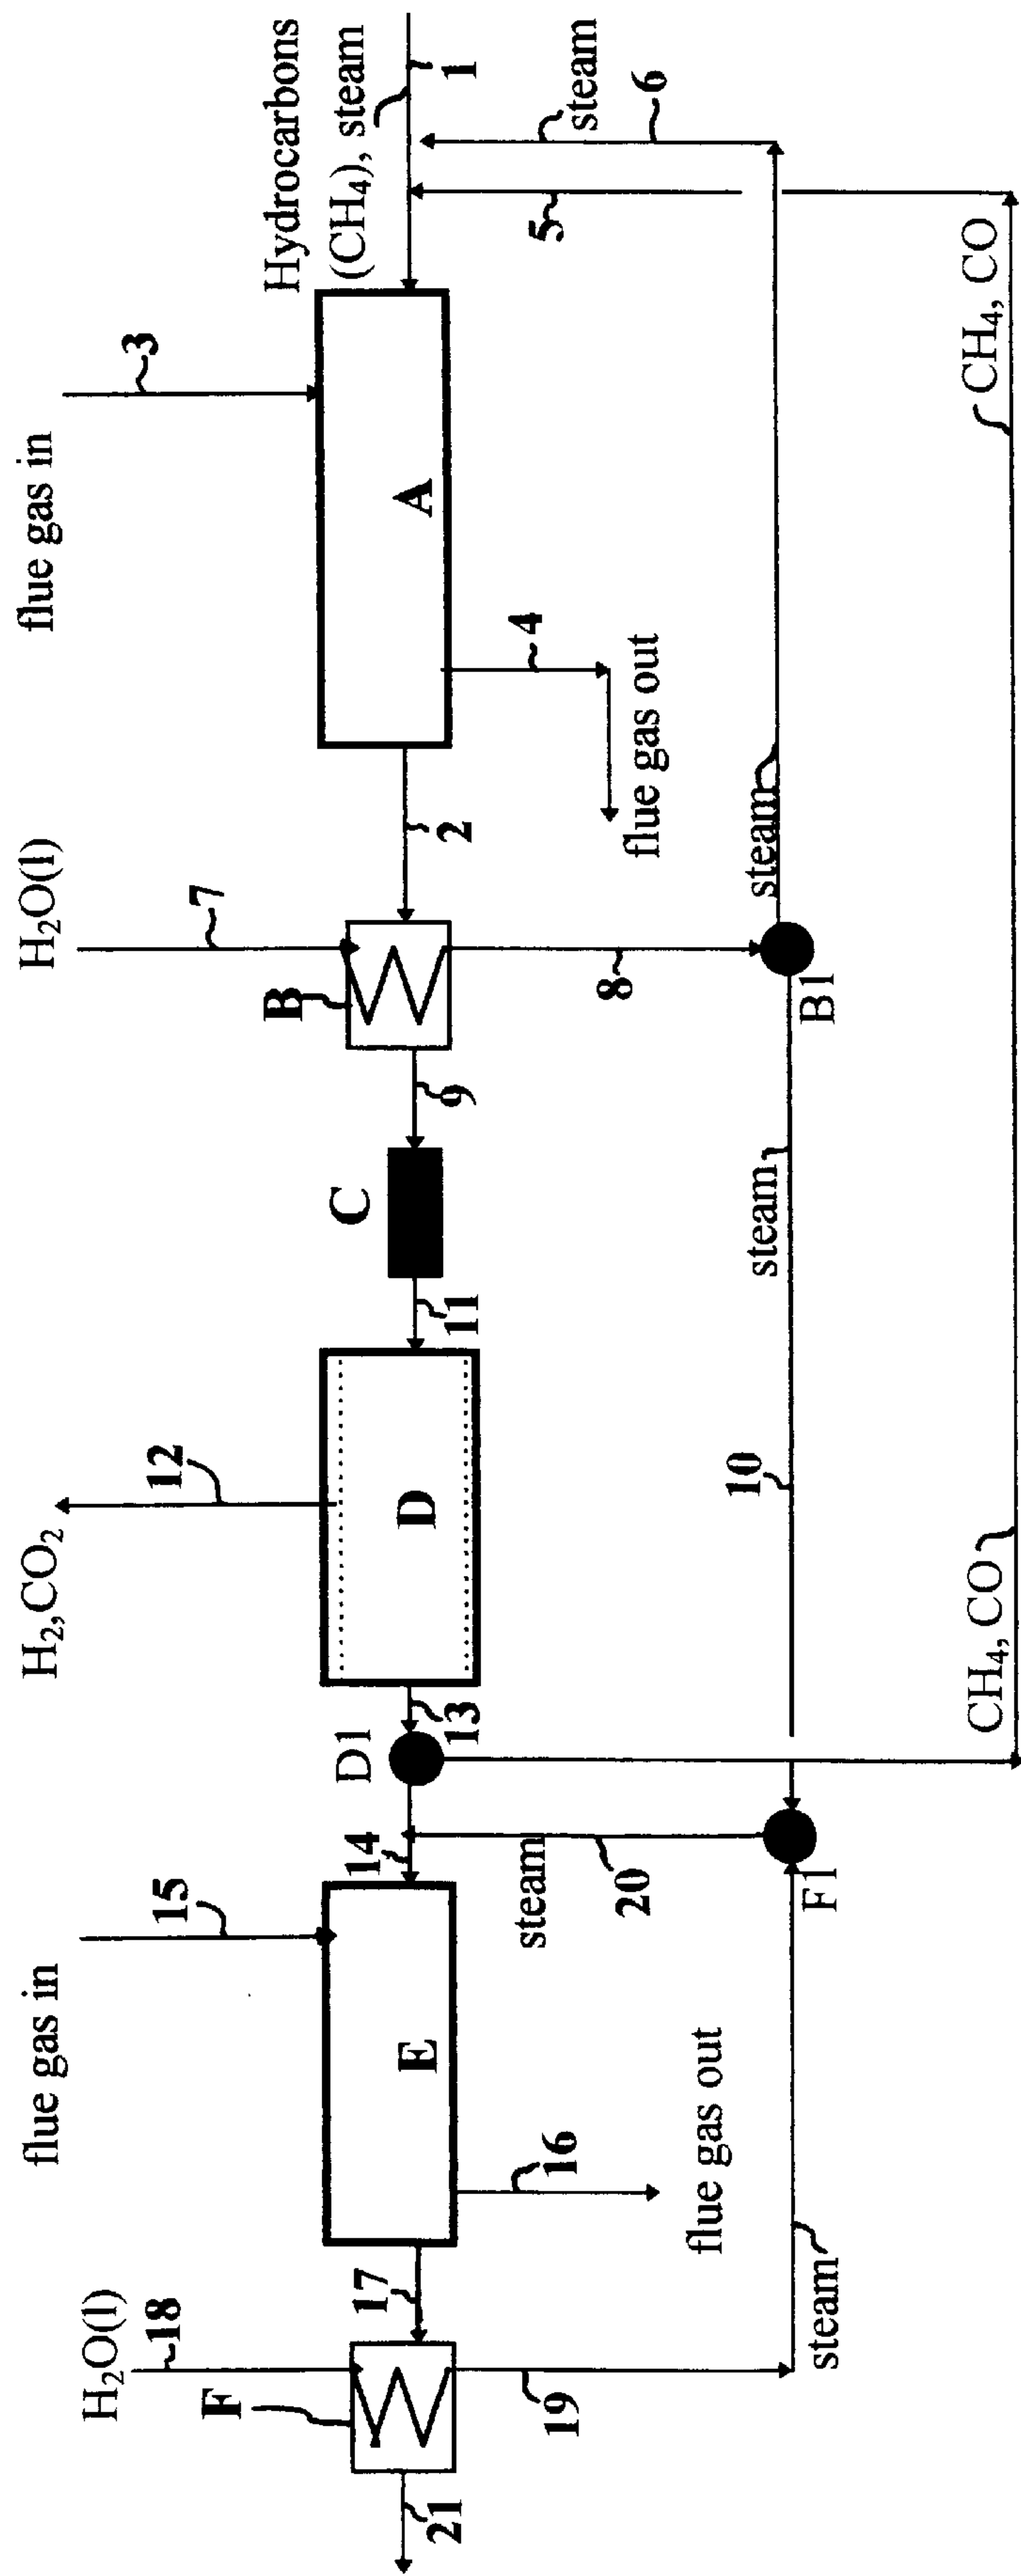 Hydrocarbons
(CH₄), steam
1
steam
6
5
CH₄, CO
3
flue gas in
A
4
flue gas out
2
steam
H₂O(l)
7
B
8
B1
9
C
steam
11
12
H₂,CO₂
D
10
13
D1
CH₄, CO
14
steam
20
F1
15
flue gas in
E
16
flue gas out
17
H₂O(l)
18
F
19
steam
21